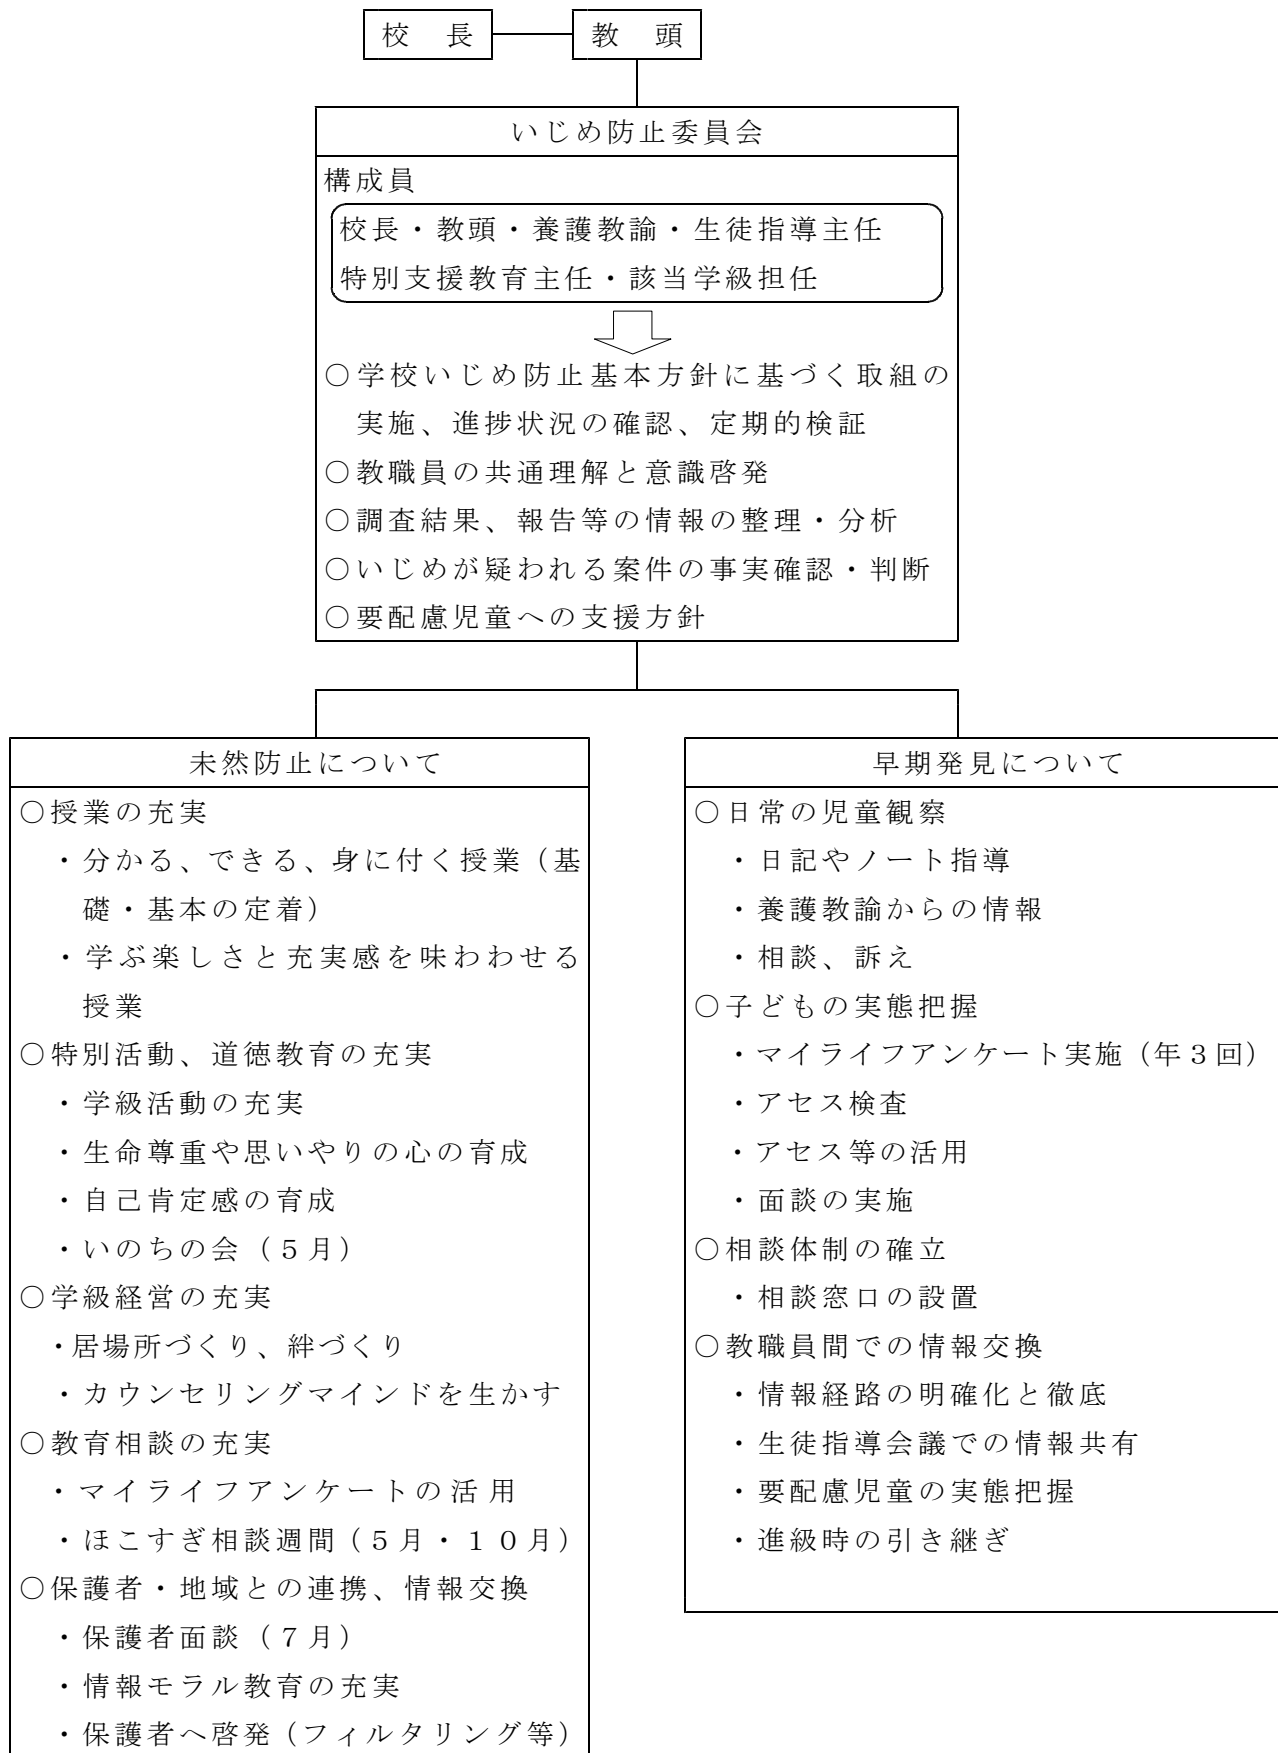 校　長
教　頭
いじめ防止委員会
構成員
校長・教頭・養護教諭・生徒指導主任
特別支援教育主任・該当学級担任
○学校いじめ防止基本方針に基づく取組の
実施、進捗状況の確認、定期的検証
○教職員の共通理解と意識啓発
○調査結果、報告等の情報の整理・分析
○いじめが疑われる案件の事実確認・判断
○要配慮児童への支援方針
未然防止について
○授業の充実
・分かる、できる、身に付く授業（基
礎・基本の定着）
・学ぶ楽しさと充実感を味わわせる
授業
○特別活動、道徳教育の充実
・学級活動の充実
・生命尊重や思いやりの心の育成
・自己肯定感の育成
・いのちの会（５月）
○学級経営の充実
・居場所づくり、絆づくり
・カウンセリングマインドを生かす
○教育相談の充実
・マイライフアンケートの活用
・ほこすぎ相談週間（５月・１０月）
○保護者・地域との連携、情報交換
・保護者面談（７月）
・情報モラル教育の充実
・保護者へ啓発（フィルタリング等）
早期発見について
○日常の児童観察
・日記やノート指導
・養護教諭からの情報
・相談、訴え
○子どもの実態把握
・マイライフアンケート実施（年３回）
・アセス検査
・アセス等の活用
・面談の実施
○相談体制の確立
・相談窓口の設置
○教職員間での情報交換
・情報経路の明確化と徹底
・生徒指導会議での情報共有
・要配慮児童の実態把握
・進級時の引き継ぎ